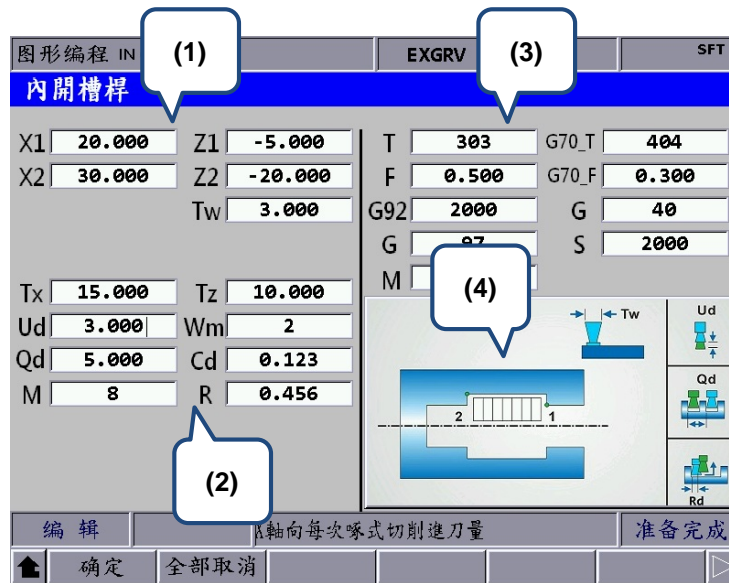 图形编程 IN EXGRV SFT
(1) (3)
內開槽桿
X1 20.000 Z1 -5.000 T 303 G70_T 404
X2 30.000 Z2 -20.000 F 0.500 G70_F 0.300
Tw 3.000 G92 2000 G 40
G 97 S 2000
M
(4)
Tx 15.000 Tz 10.000
Ud 3.000 Wm 2
Qd 5.000 Cd 0.123
M 8 R 0.456
Tw Ud
Qd
2 1
Rd
(2)
编辑 軸向每次啄式切削進刀量 准备完成
确定 全部取消